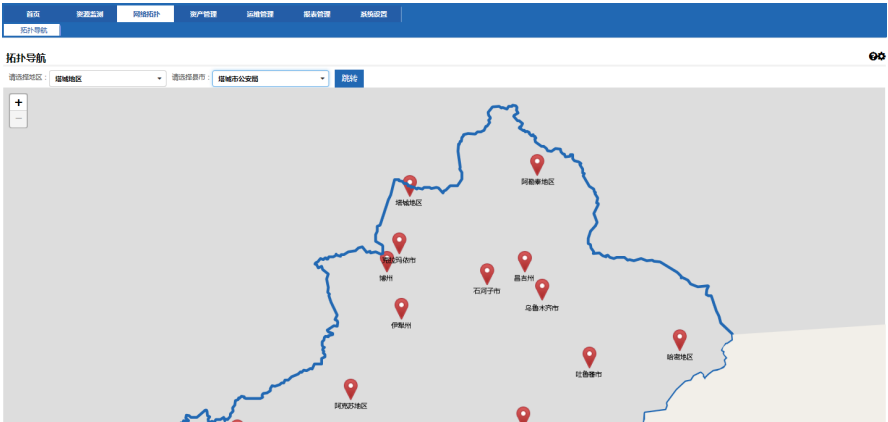 首页 资源监测 网络拓扑 资产管理 运维管理 报表管理 系统设置
拓扑导航
拓扑导航
请选择地区： 塔城地区 请选择县市： 塔城市公安局 跳转
+
−
阿勒泰地区
塔城地区
克拉玛依市
博州
昌吉州
石河子市
乌鲁木齐市
伊犁州
哈密地区
吐鲁番市
阿克苏地区